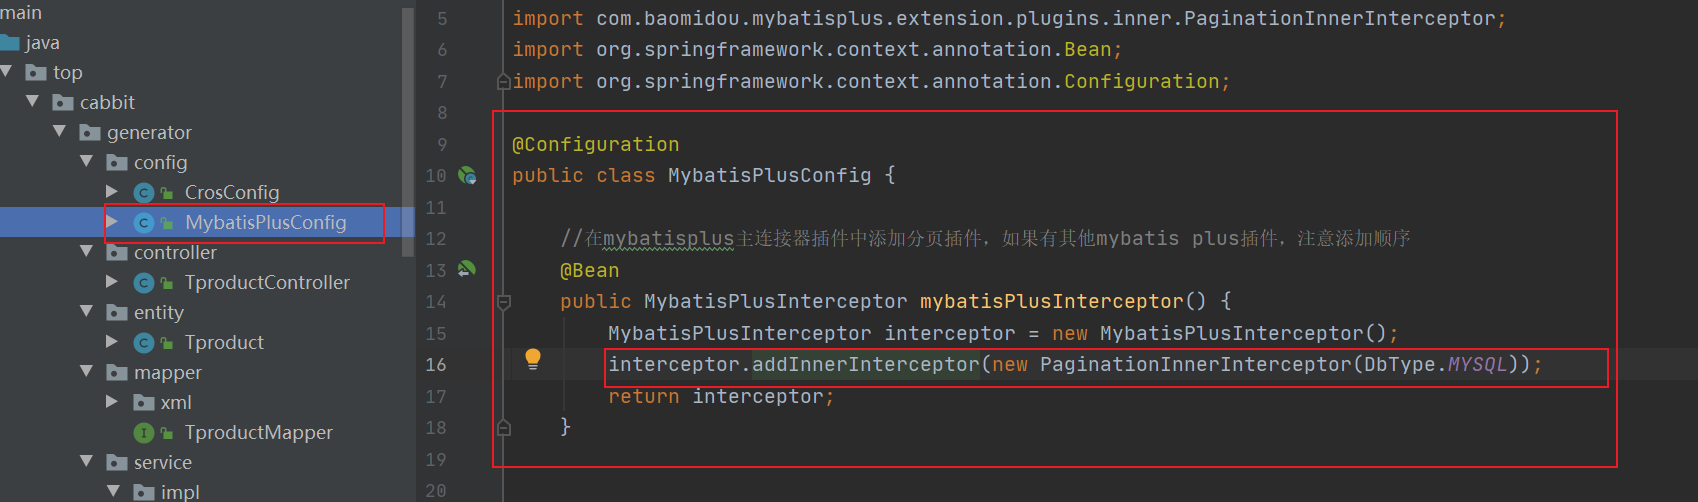 main
java
top
cabbit
generator
config
CrosConfig
MybatisPlusConfig
controller
TproductController
entity
Tproduct
mapper
xml
TproductMapper
service
impl
5 import com.baomidou.mybatisplus.extension.plugins.inner.PaginationInnerInterceptor;
6 import org.springframework.context.annotation.Bean;
7 import org.springframework.context.annotation.Configuration;
8
9 @Configuration
10 public class MybatisPlusConfig {
11
12 //在mybatisplus主连接器插件中添加分页插件，如果有其他mybatis plus插件，注意添加顺序
13 @Bean
14 public MybatisPlusInterceptor mybatisPlusInterceptor() {
15 MybatisPlusInterceptor interceptor = new MybatisPlusInterceptor();
16 interceptor.addInnerInterceptor(new PaginationInnerInterceptor(DbType.MYSQL));
17 return interceptor;
18 }
19
20